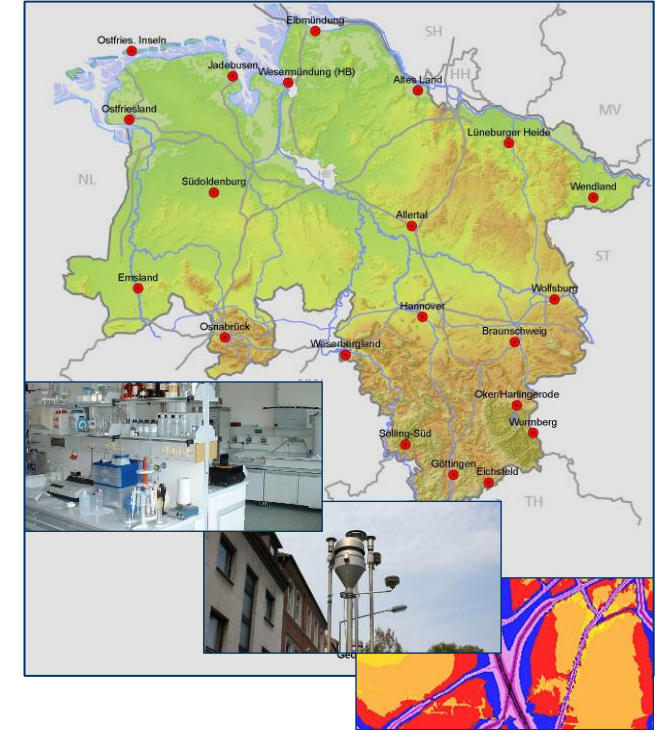 Elbmündung
SH
Ostfries. Inseln
Jadebusen
Wesermündung (HB)
Altes Land
HH
Ostfriesland
MV
Lüneburger Heide
NL
HB
Südoldenburg
Wendland
Allertal
ST
Emsland
Wolfsburg
Hannover
Osnabrück
Braunschweig
Weserbergland
Oker/Harlingerode
Wurmberg
Solling-Süd
Göttingen
Eichsfeld
TH